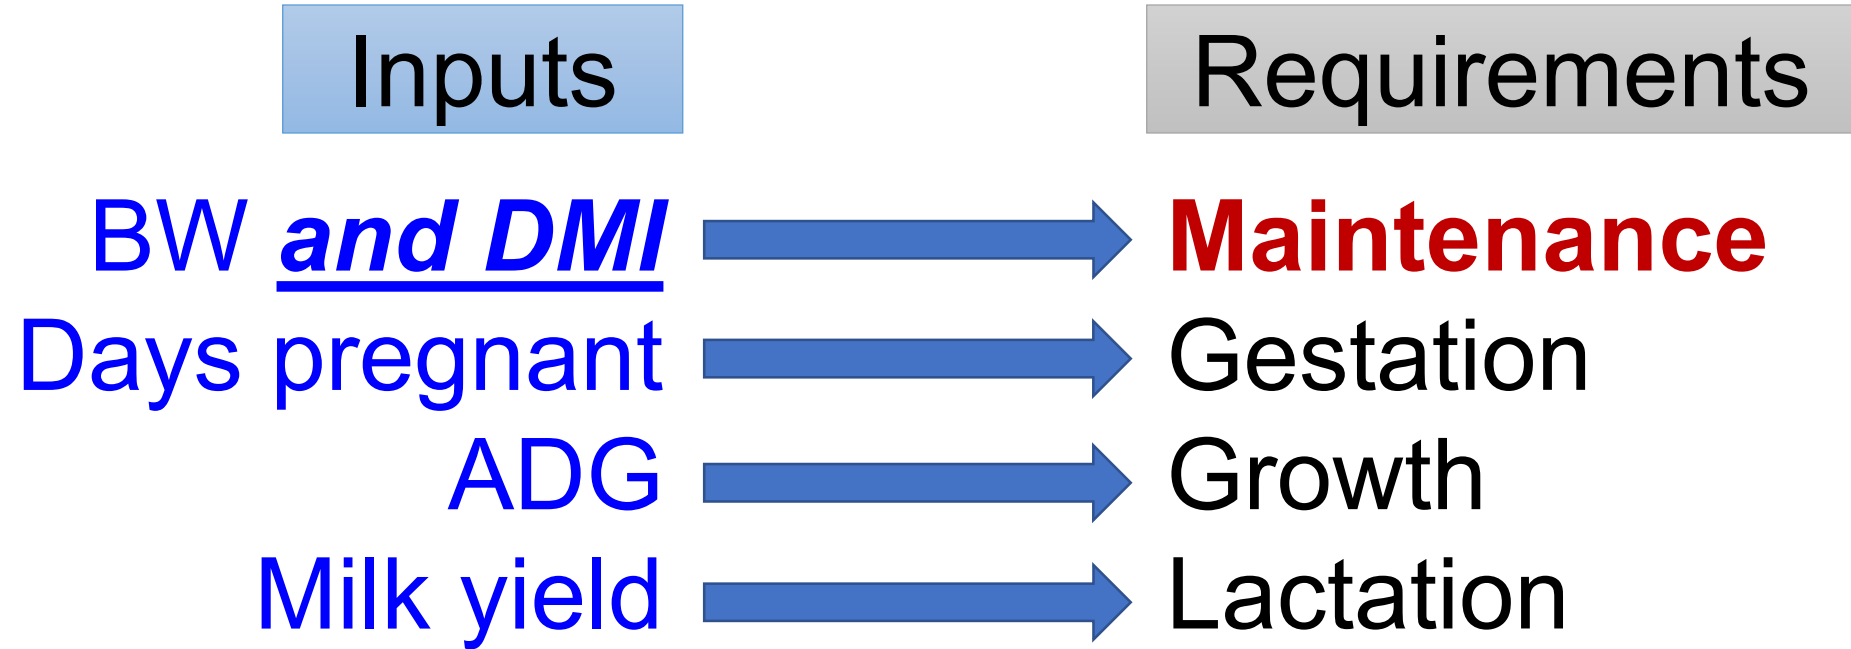 Inputs Requirements
BW and DMI Maintenance
Days pregnant Gestation
ADG Growth
Milk yield Lactation